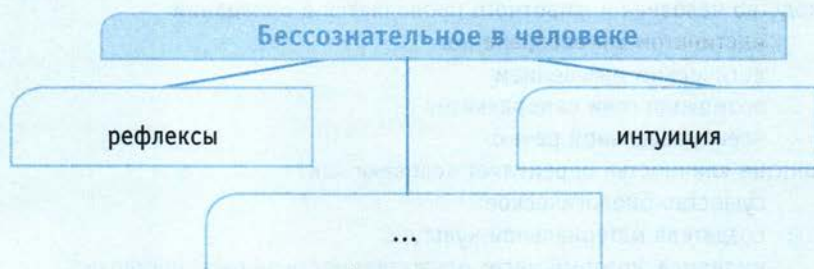 Бессознательное в человеке
рефлексы
интуиция
...